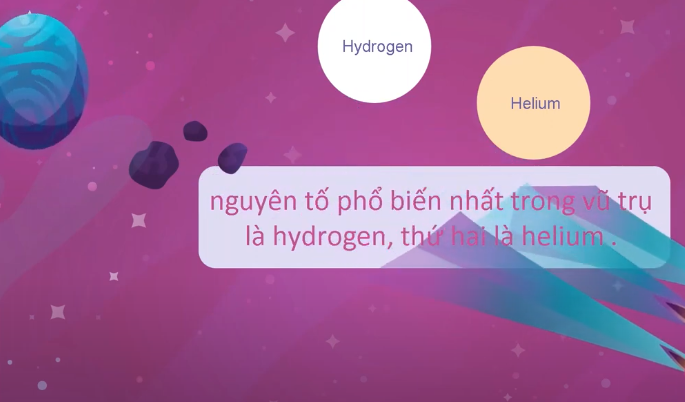 Hydrogen
Helium
nguyên tố phổ biến nhất trong vũ trụ
là hydrogen, thứ hai là helium .